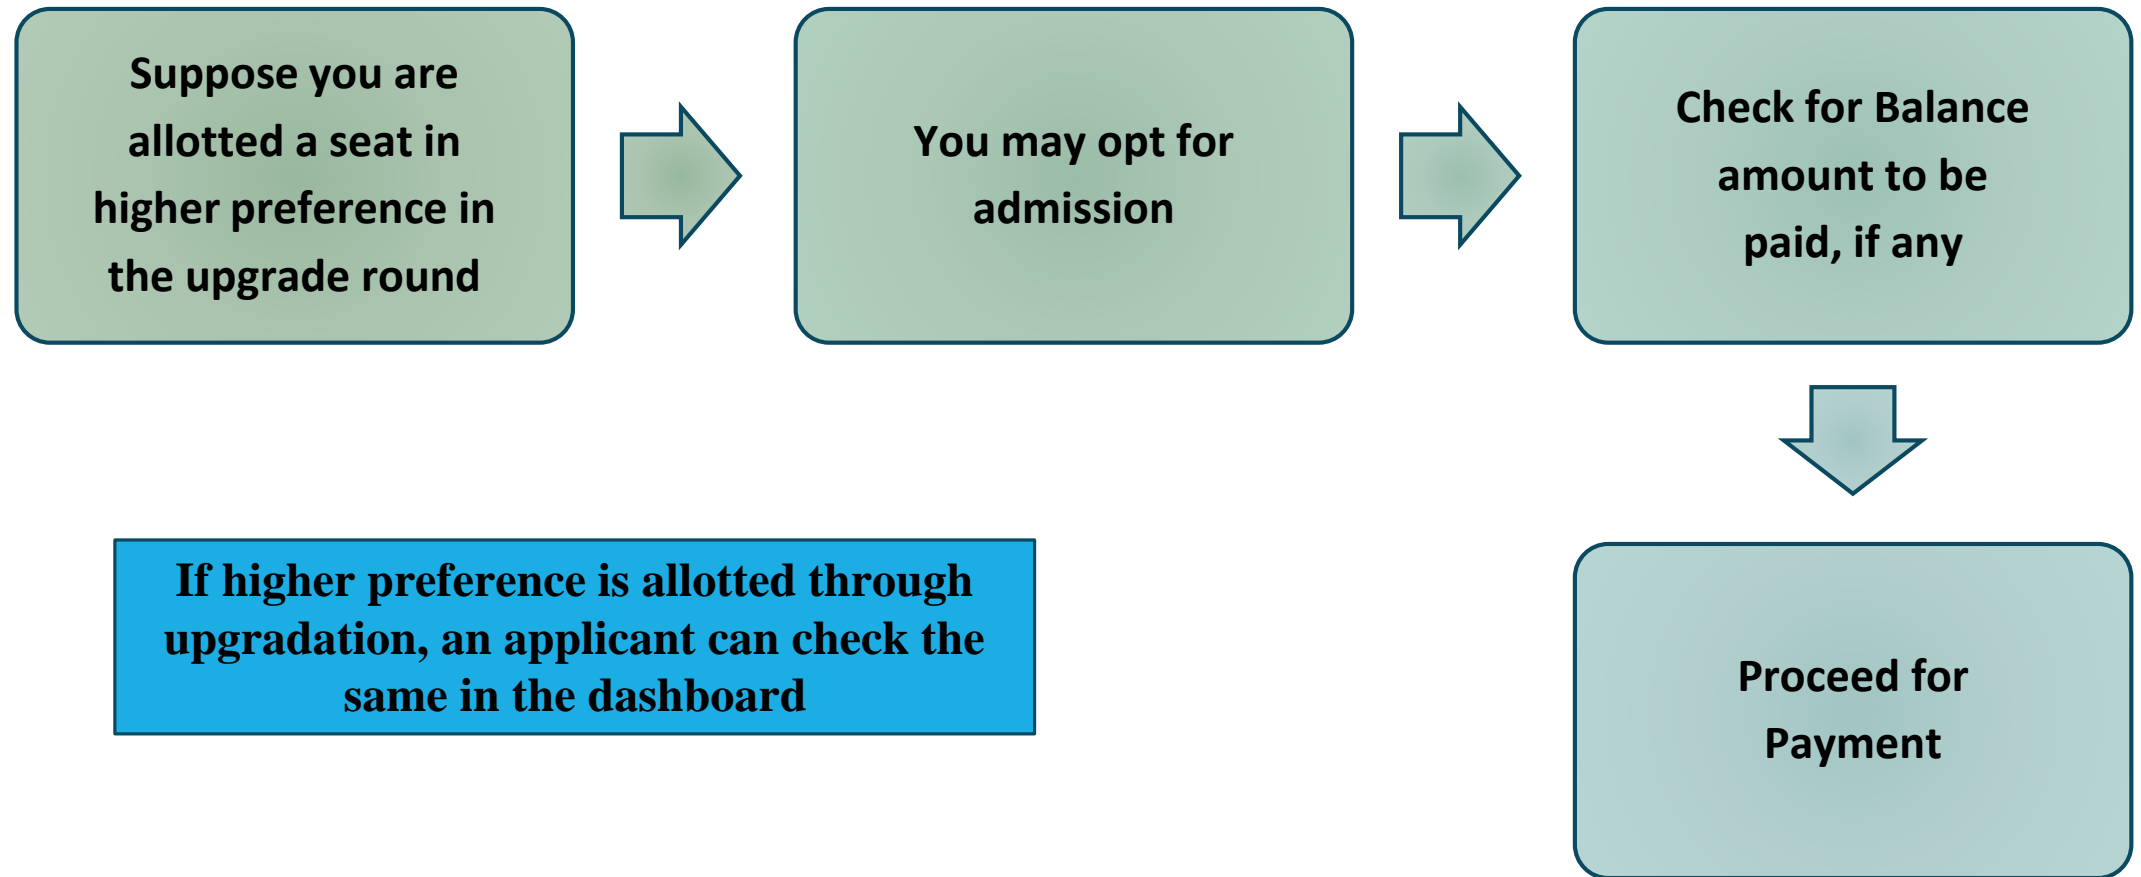 Suppose you are
allotted a seat in
higher preference in
the upgrade round
You may opt for
admission
Check for Balance
amount to be
paid, if any
If higher preference is allotted through
upgradation, an applicant can check the
same in the dashboard
Proceed for
Payment